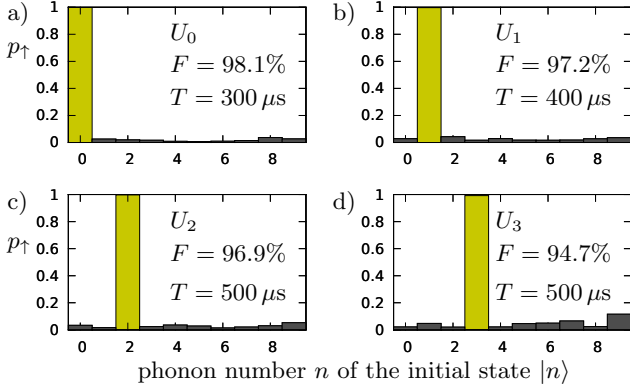 a)
p↑
1
0.8
0.6
0.4
0.2
0
U₀
F = 98.1%
T = 300 μs
0 2 4 6 8
b)
1
0.8
0.6
0.4
0.2
0
U₁
F = 97.2%
T = 400 μs
0 2 4 6 8
c)
p↑
1
0.8
0.6
0.4
0.2
0
U₂
F = 96.9%
T = 500 μs
0 2 4 6 8
d)
1
0.8
0.6
0.4
0.2
0
U₃
F = 94.7%
T = 500 μs
0 2 4 6 8
phonon number n of the initial state |n⟩